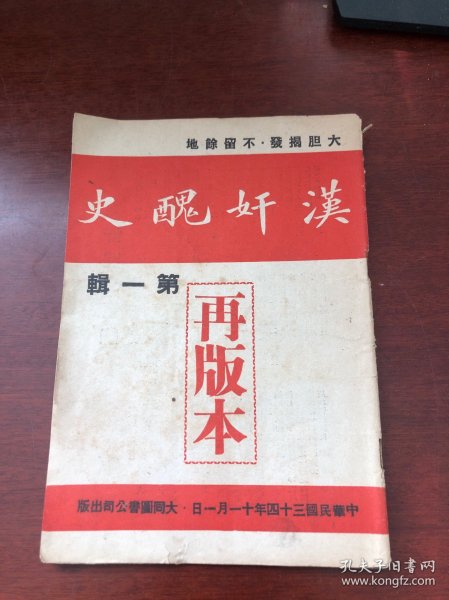 大胆揭發·不留餘地
漢奸醜史
第一輯
再版本
中華民國三十四年十一月一日·大同圖書公司出版
孔夫子旧书网
www.kongfz.com